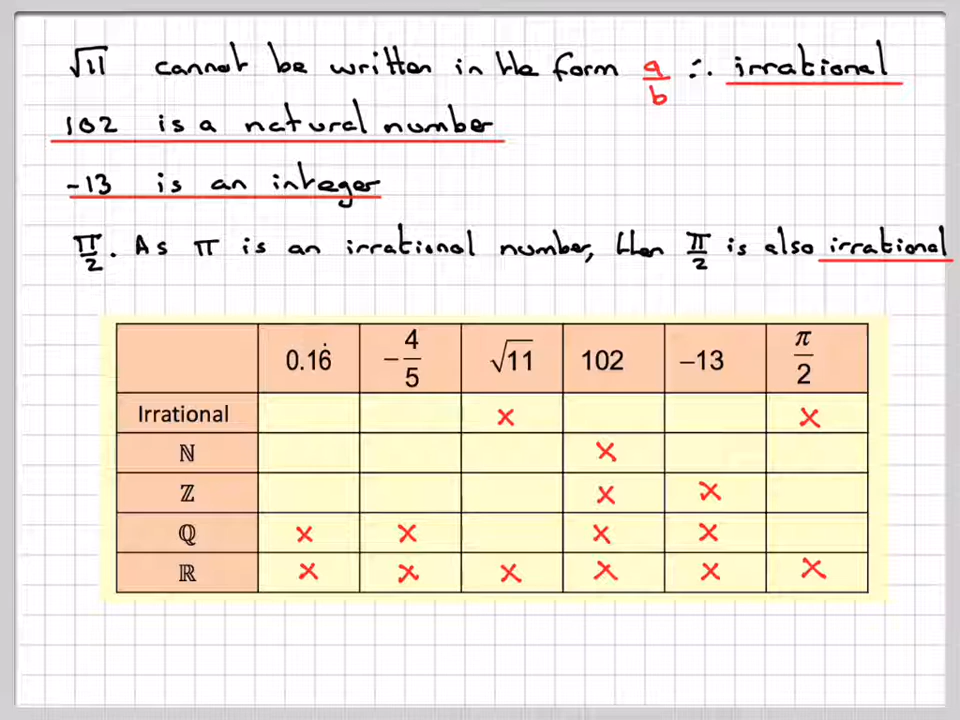 √11 cannot be written in the form a/b ∴ irrational
102 is a natural number
-13 is an integer
π/2. As π is an irrational number, then π/2 is also irrational
0.16̇ −4/5 √11 102 −13 π/2
Irrational × ×
ℕ ×
ℤ × ×
ℚ × × × ×
ℝ × × × × × ×